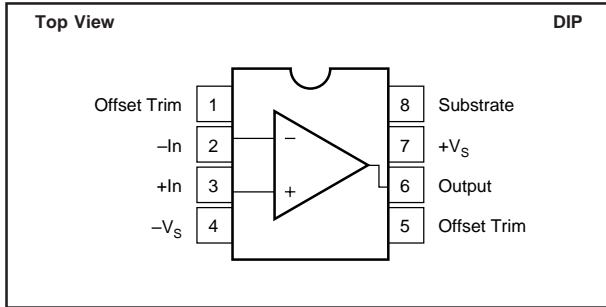 Top View DIP
Offset Trim 1 8 Substrate
–In 2 – 7 +VS
+In 3 + 6 Output
–VS 4 5 Offset Trim